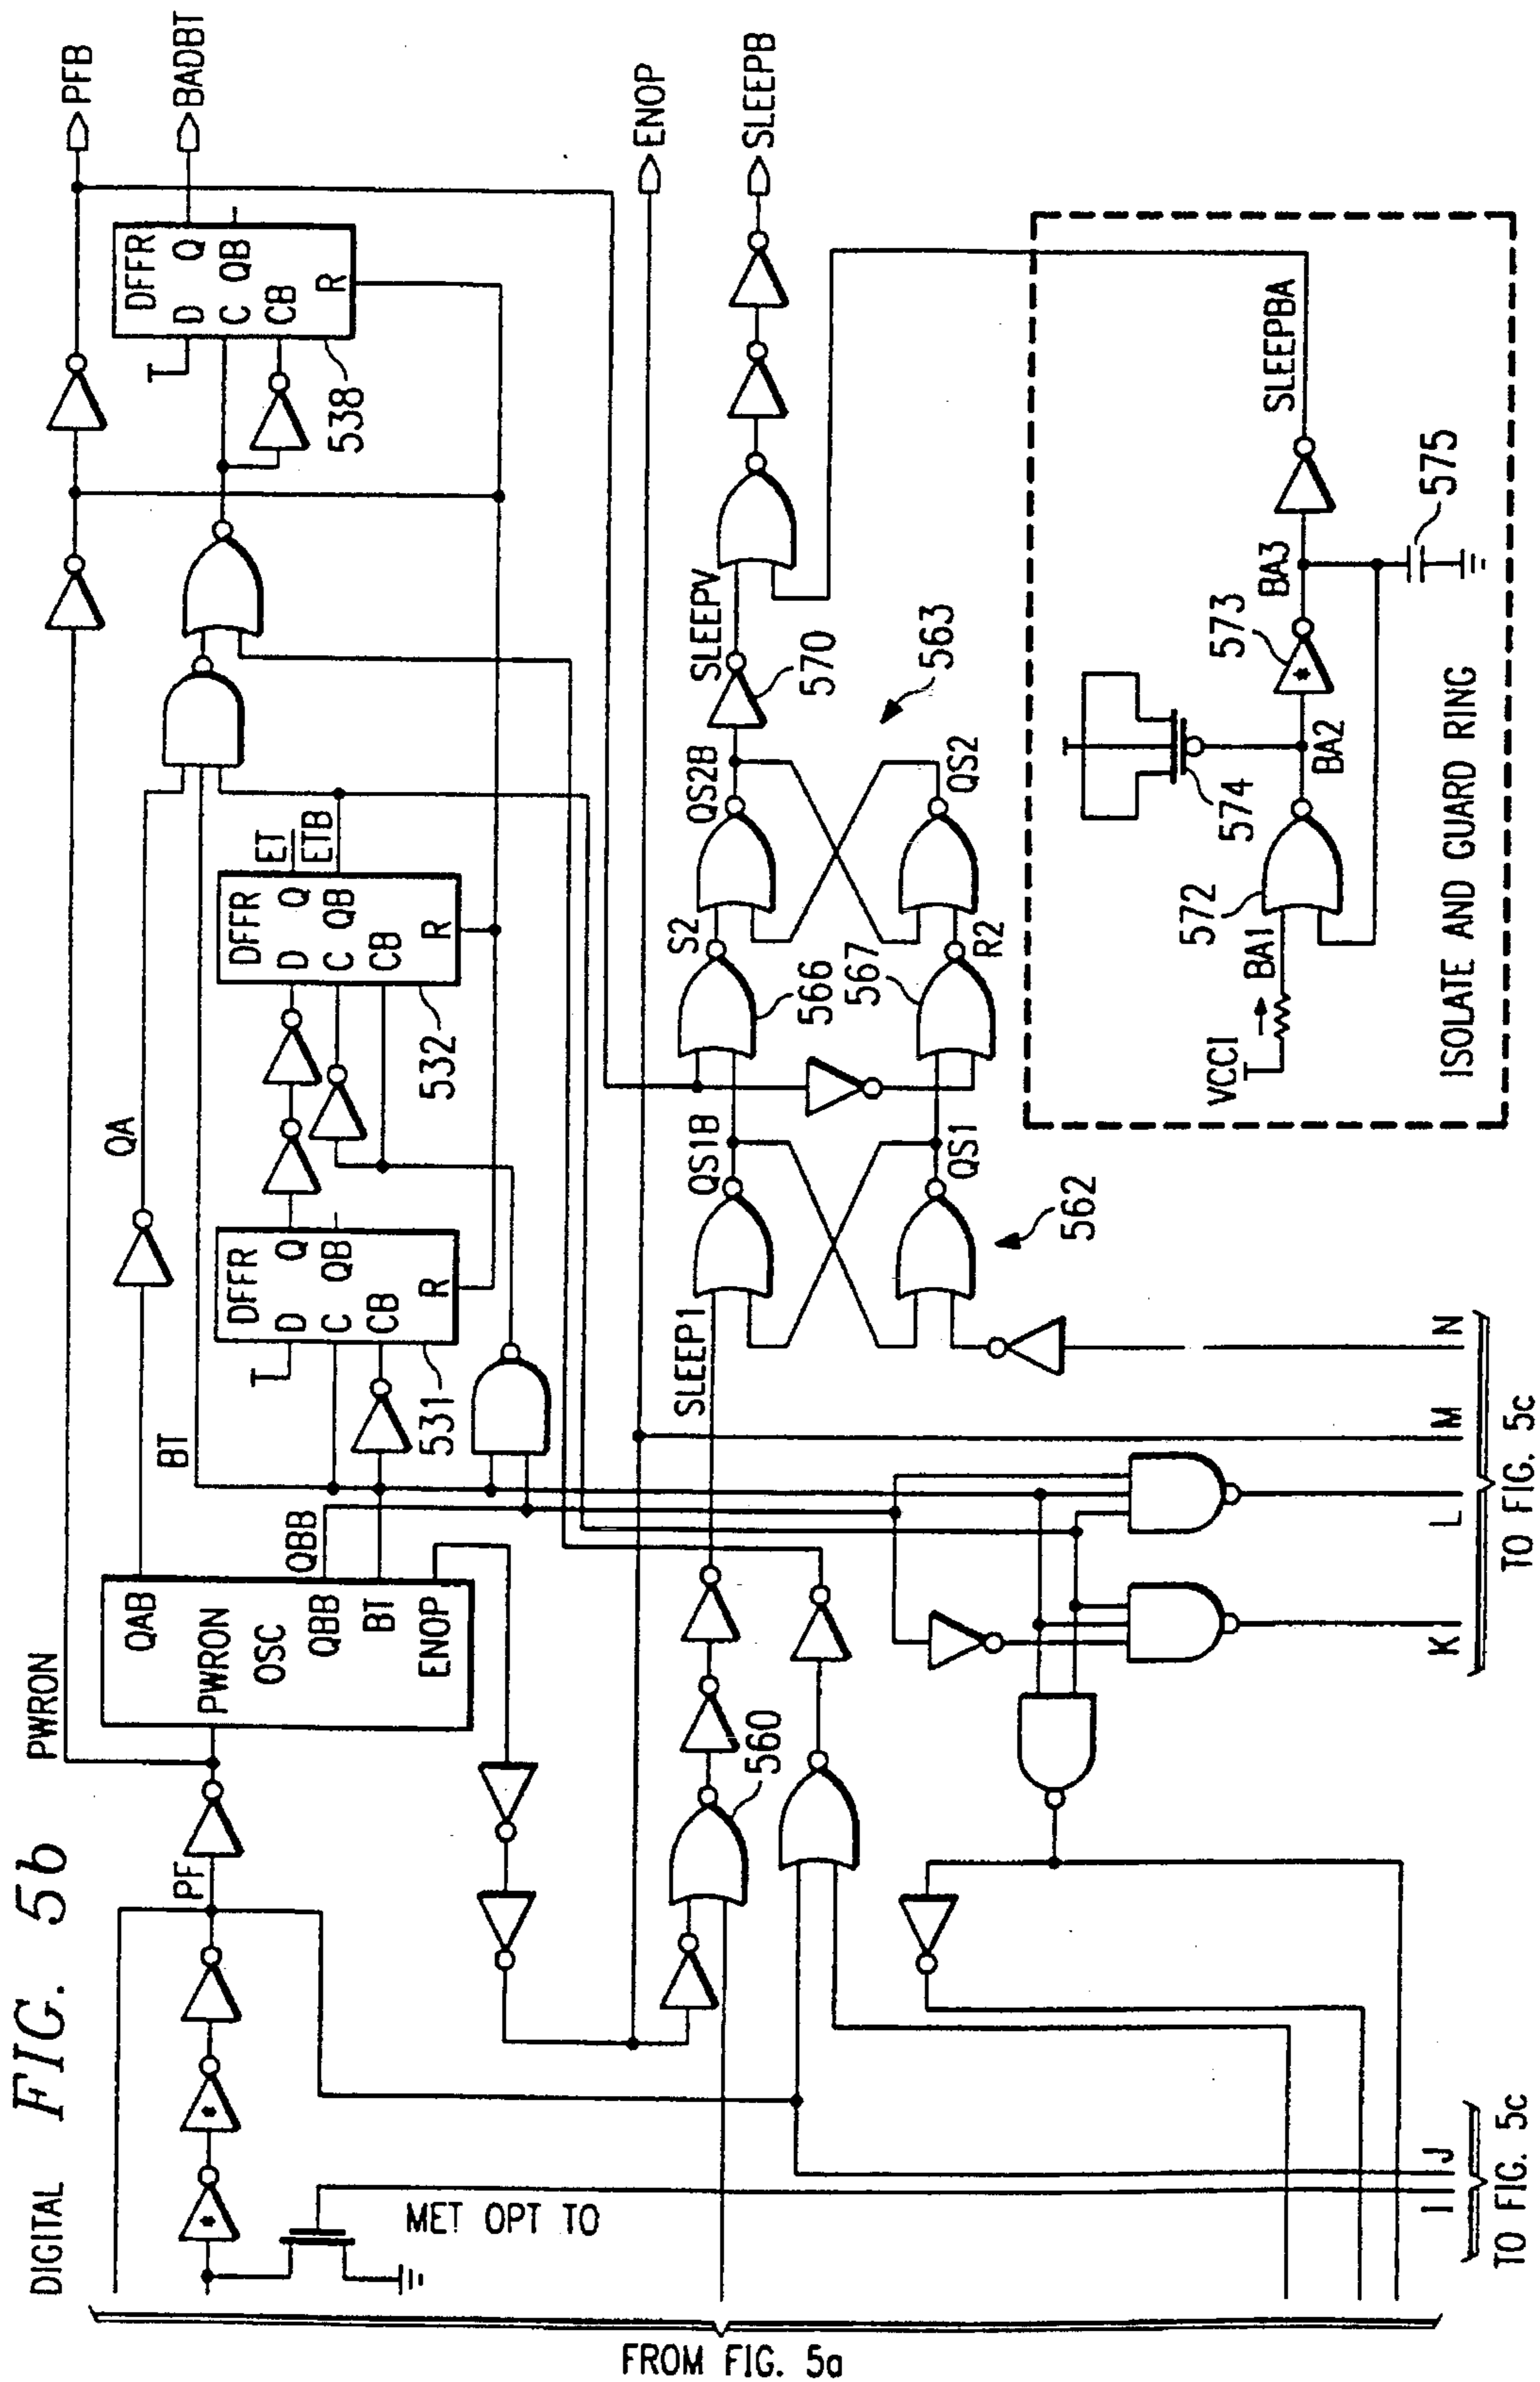 DIGITAL FIG. 5b
FROM FIG. 5a
PWRON
PF
QAB
PWRON
OSC
QBB
BT
ENOP
QBB
BT
QA
DFFR
D Q
C QB
CB
R
531
DFFR
D Q
C QB
CB
R
532
ET
ETB
DFFR
D Q
C QB
CB
R
538
PFB
BADBT
ENOP
SLEEPB
MET OPT TO
560
SLEEP1
QS1B
QS1
562
S2
566
567
R2
QS2B
QS2
563
SLEEPV
570
VCCI
BA1
572
574
BA2
573
BA3
575
SLEEPBA
ISOLATE AND GUARD RING
I J
TO FIG. 5c
K L M N
TO FIG. 5c